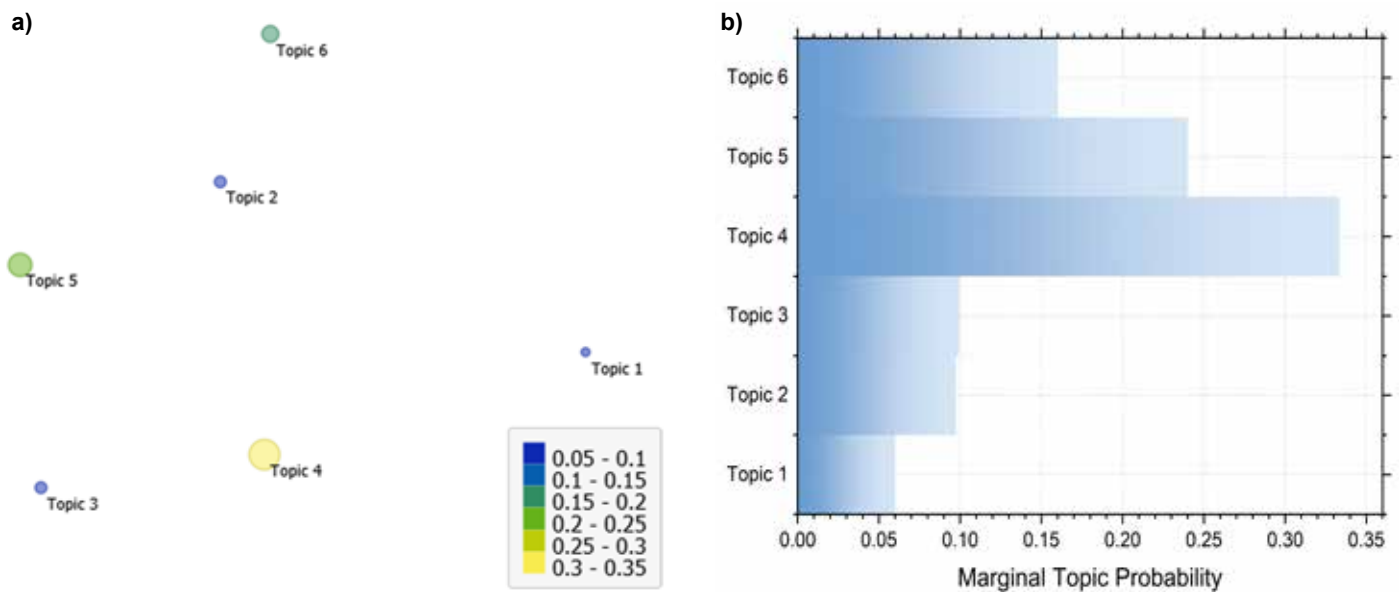 a)
Topic 6
Topic 2
Topic 5
Topic 1
Topic 4
Topic 3
0.05 - 0.1
0.1 - 0.15
0.15 - 0.2
0.2 - 0.25
0.25 - 0.3
0.3 - 0.35
b)
Topic 6
Topic 5
Topic 4
Topic 3
Topic 2
Topic 1
0.00 0.05 0.10 0.15 0.20 0.25 0.30 0.35
Marginal Topic Probability